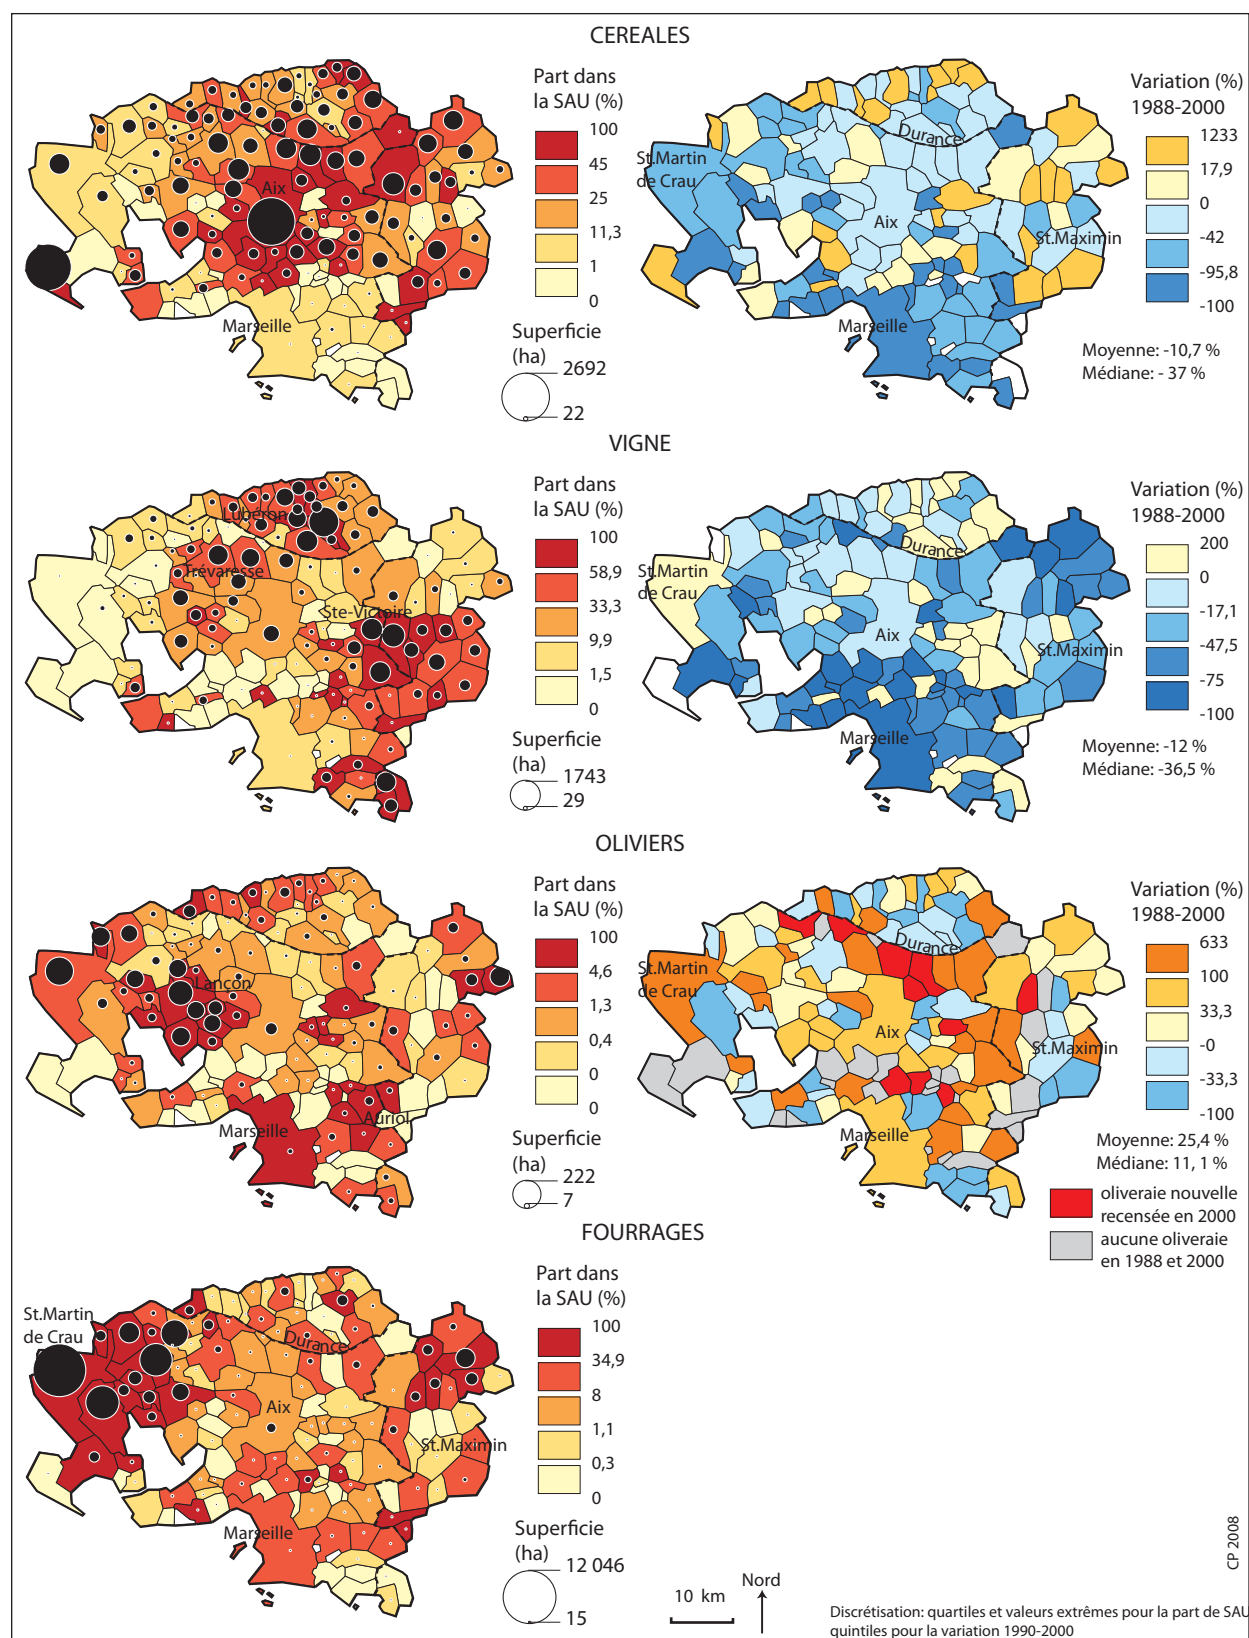 CEREALES
Part dans
la SAU (%)
100
45
25
11,3
1
0
Aix
Marseille
Superficie
(ha)
2692
22
Variation (%)
1988-2000
1233
17,9
0
-42
-95,8
-100
Durance
St.Martin
de Crau
Aix
St.Maximin
Marseille
Moyenne: -10,7 %
Médiane: - 37 %
VIGNE
Part dans
la SAU (%)
100
58,9
33,3
9,9
1,5
0
Lubéron
Trévaresse
Ste-Victoire
Superficie
(ha)
1743
29
Variation (%)
1988-2000
200
0
-17,1
-47,5
-75
-100
Durance
St.Martin
de Crau
Aix
St.Maximin
Marseille
Moyenne: -12 %
Médiane: -36,5 %
OLIVIERS
Part dans
la SAU (%)
100
4,6
1,3
0,4
0
0
Lançon
Auriol
Marseille
Superficie
(ha)
222
7
Variation (%)
1988-2000
633
100
33,3
-0
-33,3
-100
Durance
St.Martin
de Crau
Aix
St.Maximin
Marseille
Moyenne: 25,4 %
Médiane: 11, 1 %
oliveraie nouvelle
recensée en 2000
aucune oliveraie
en 1988 et 2000
FOURRAGES
Part dans
la SAU (%)
100
34,9
8
1,1
0,3
0
St.Martin
de Crau
Durance
Aix
St.Maximin
Marseille
Superficie
(ha)
12 046
15
10 km
Nord
CP 2008
Discrétisation: quartiles et valeurs extrêmes pour la part de SAU
quintiles pour la variation 1990-2000